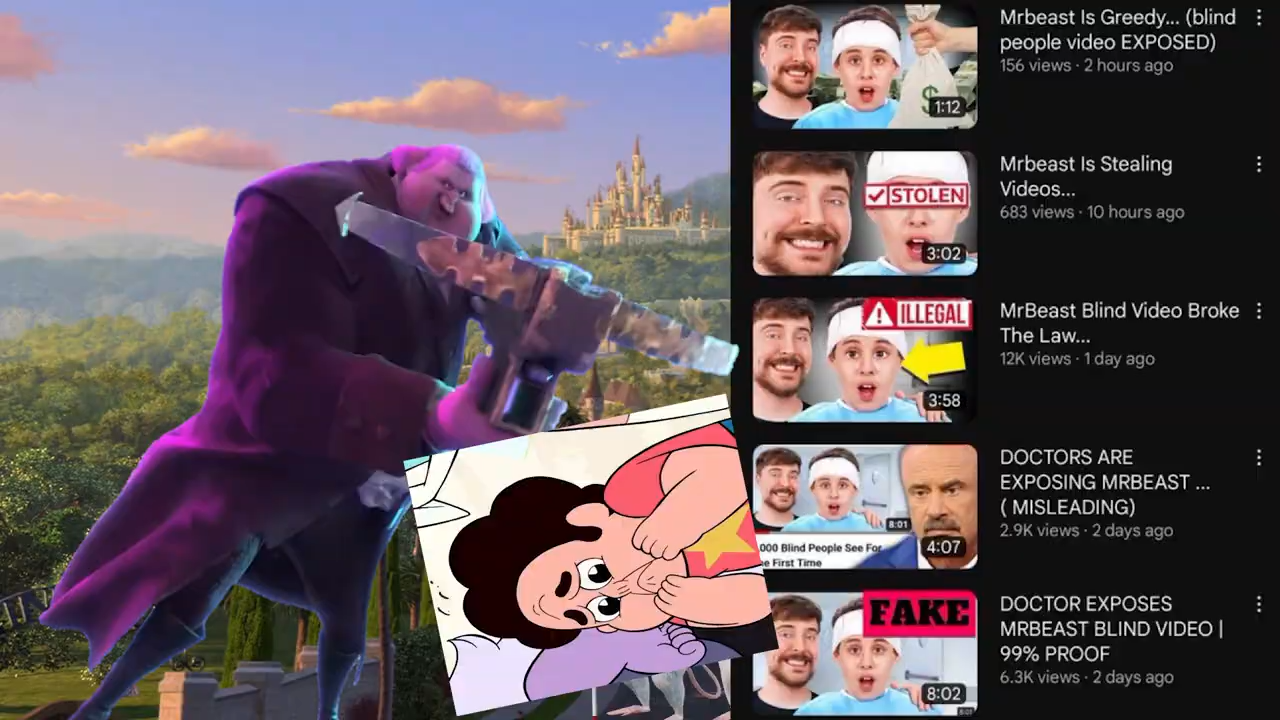 Mrbeast Is Greedy... (blind
people video EXPOSED)
156 views · 2 hours ago
$
1:12
Mrbeast Is Stealing
Videos...
683 views · 10 hours ago
STOLEN
3:02
MrBeast Blind Video Broke
The Law...
12K views · 1 day ago
ILLEGAL
3:58
DOCTORS ARE
EXPOSING MRBEAST ...
( MISLEADING)
2.9K views · 2 days ago
8:01
,000 Blind People See For
e First Time
4:07
DOCTOR EXPOSES
MRBEAST BLIND VIDEO |
99% PROOF
6.3K views · 2 days ago
FAKE
8:02
8:01